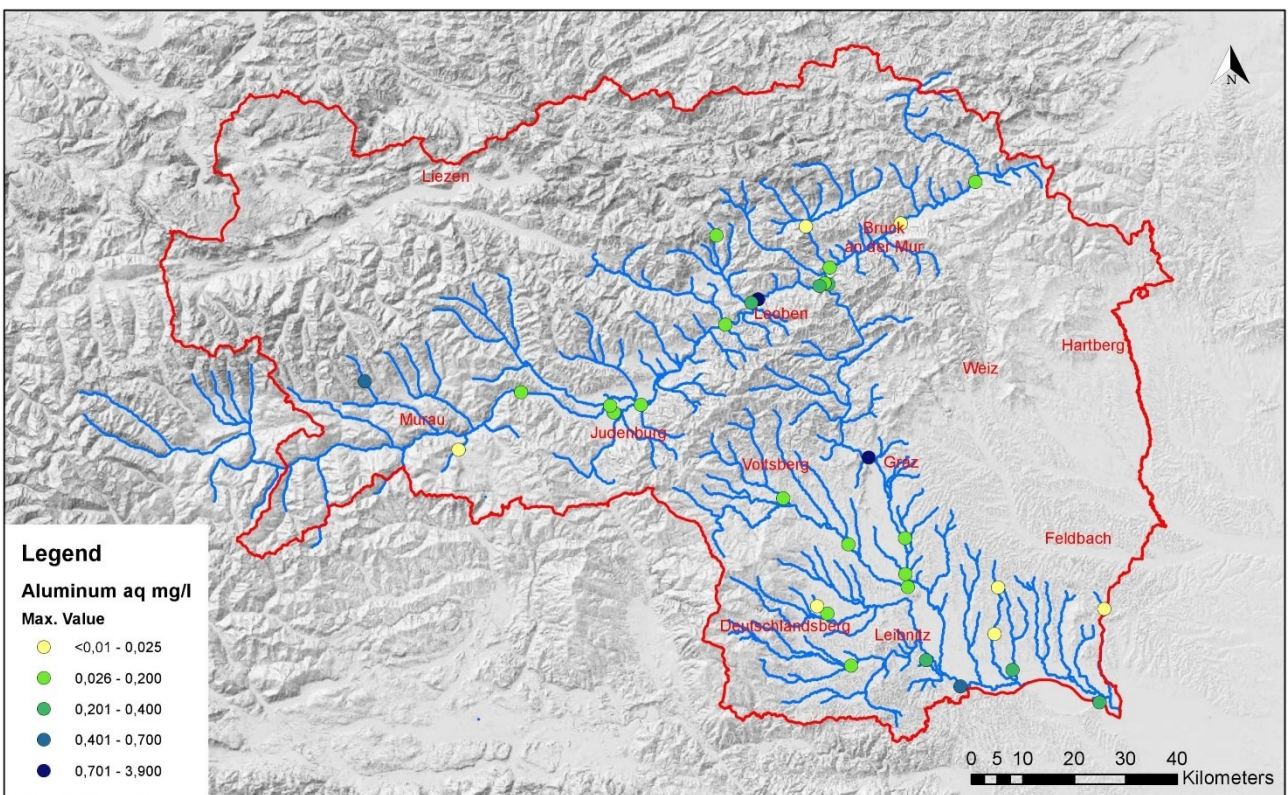 N
Liezen
Bruck
an der Mur
Leoben
Hartberg
Weiz
Murau
Judenburg
Voitsberg
Graz
Feldbach
Deutschlandsberg
Leibnitz
Legend
Aluminum aq mg/l
Max. Value
<0,01 - 0,025
0,026 - 0,200
0,201 - 0,400
0,401 - 0,700
0,701 - 3,900
0 5 10 20 30 40
Kilometers